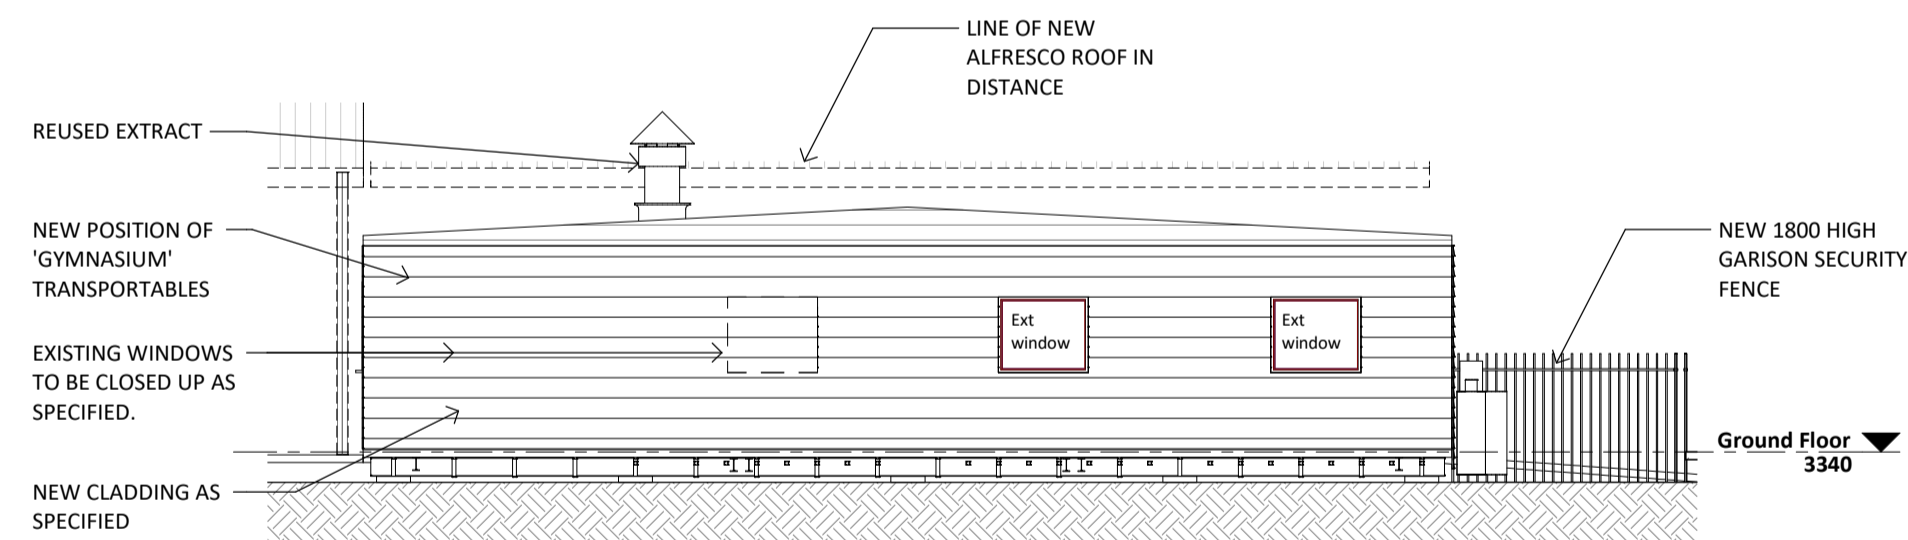 LINE OF NEW
ALFRESCO ROOF IN
DISTANCE
REUSED EXTRACT
NEW POSITION OF
'GYMNASIUM'
TRANSPORTABLES
NEW 1800 HIGH
GARISON SECURITY
FENCE
Ext
window
Ext
window
EXISTING WINDOWS
TO BE CLOSED UP AS
SPECIFIED.
Ground Floor
3340
NEW CLADDING AS
SPECIFIED